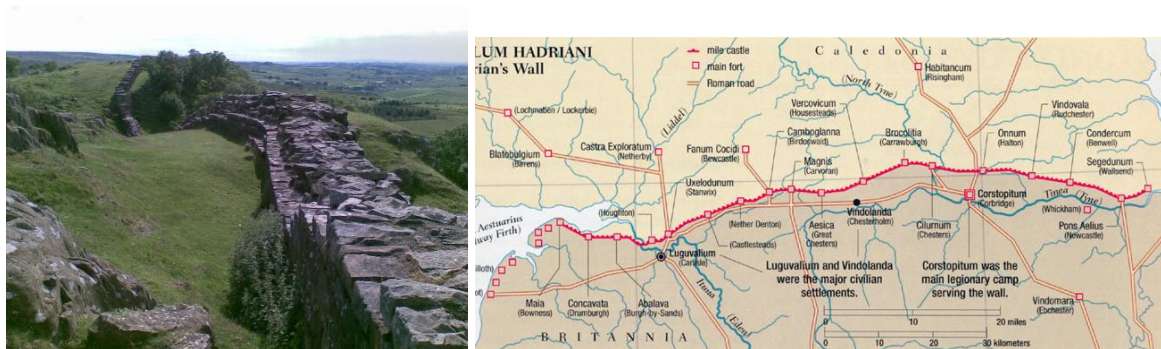 LUM HADRIANI
rian's Wall
mile castle
main fort
Roman road
Caledonia
Habitancum
(Risingham)
(North Tyne)
Vercovicum
(Housesteads)
Vindovala
(Rudchester)
(Lochmaben / Lockerbie)
(Liddel)
Camboglanna
(Birdoswald)
Brocolitia
(Carrawburgh)
Onnum
(Halton)
Condercum
(Benwell)
Blatobulgium
(Birrens)
Castra Exploratum
(Netherby)
Fanum Cocidi
(Bewcastle)
Magnis
(Carvoran)
Segedunum
(Wallsend)
Uxelodunum
(Stanwix)
Corstopitum
(Corbridge)
Tinea (Tyne)
(Houghton)
(Whickham)
Aestuarius
way Firth)
(Nether Denton)
Vindolanda
(Chesterholm)
Aesica
(Great
Chesters)
Cilurnum
(Chesters)
Pons Aelius
(Newcastle)
(Castlesteads)
Luguvalium
(Carlisle)
illoth)
ot)
Luguvalium and Vindolanda
were the major civilian
settlements.
Corstopitum was the
main legionary camp
serving the wall.
Ituna
(Eden)
Maia
(Bowness)
Concavata
(Drumburgh)
Abalava
(Burgh-by-Sands)
Vindomara
(Ebchester)
0 10 20 miles
0 10 20 30 kilometers
BRITANNIA